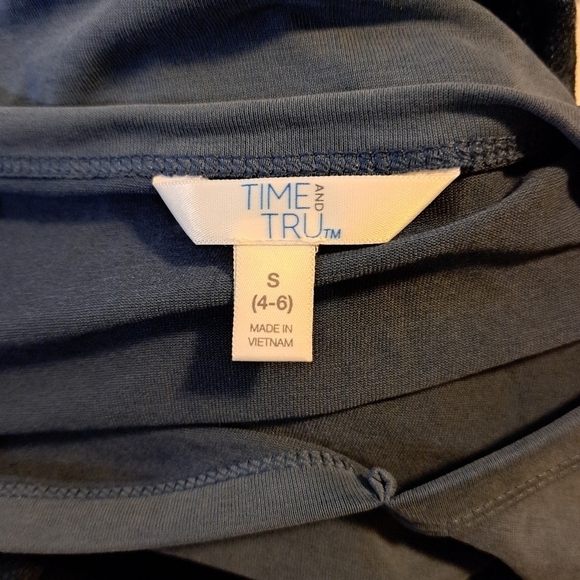 TIME AND
TRU™
S
(4-6)
MADE IN
VIETNAM